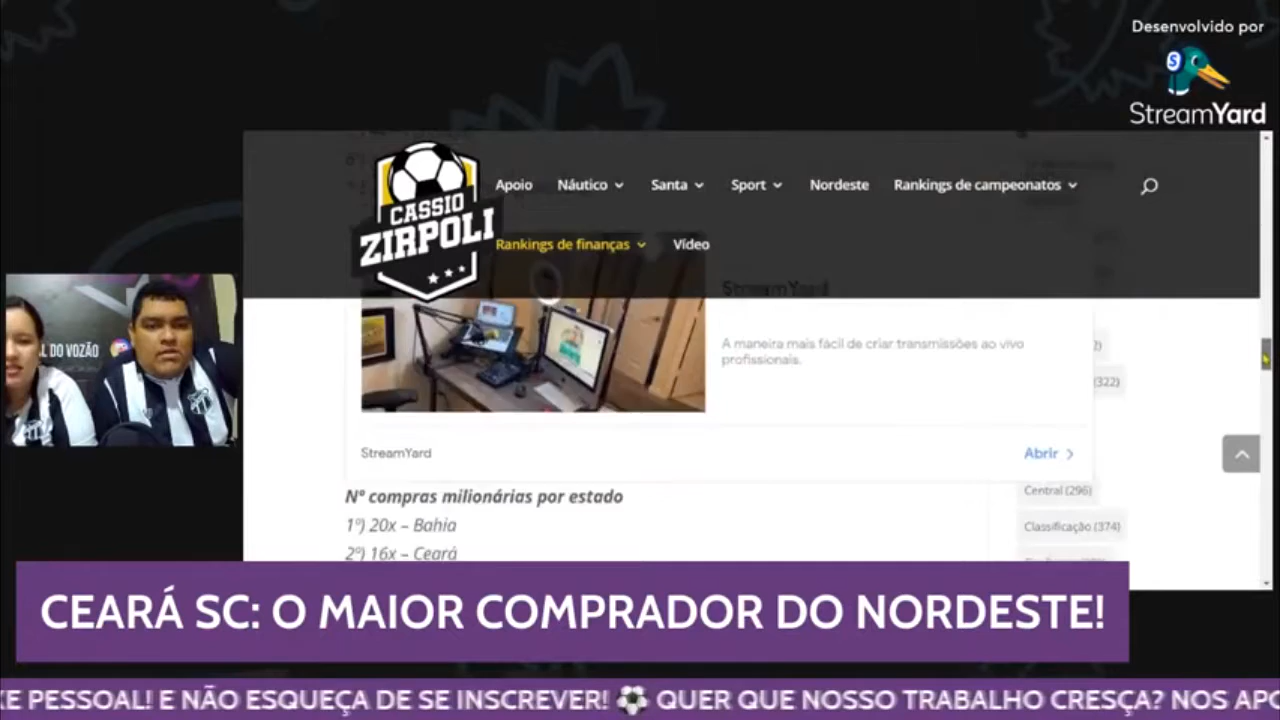 Desenvolvido por
StreamYard
CASSIO
ZIRPOLI
Apoio Náutico Santa Sport Nordeste Rankings de campeonatos
Rankings de finanças Vídeo
StreamYard
A maneira mais fácil de criar transmissões ao vivo
profissionais.
(322)
L DO VOZÃO
StreamYard
Abrir
Nº compras milionárias por estado
Central (296)
1º) 20x – Bahia
Classificação (374)
2º) 16x – Ceará
CEARÁ SC: O MAIOR COMPRADOR DO NORDESTE!
KE PESSOAL! E NÃO ESQUEÇA DE SE INSCREVER! ⚽ QUER QUE NOSSO TRABALHO CRESÇA? NOS APO